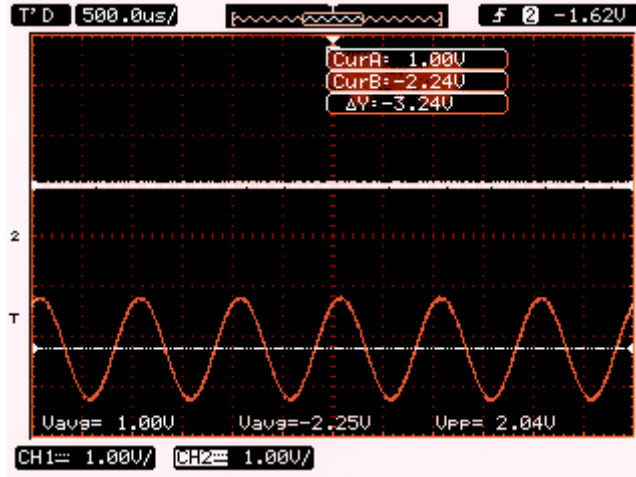 T'D 500.0us/ 2 -1.62V
CurA= 1.00V
CurB=-2.24V
ΔY=-3.24V
2
T
Vavg= 1.00V Vavg=-2.25V Vpp= 2.04V
CH1 1.00V/ CH2 1.00V/